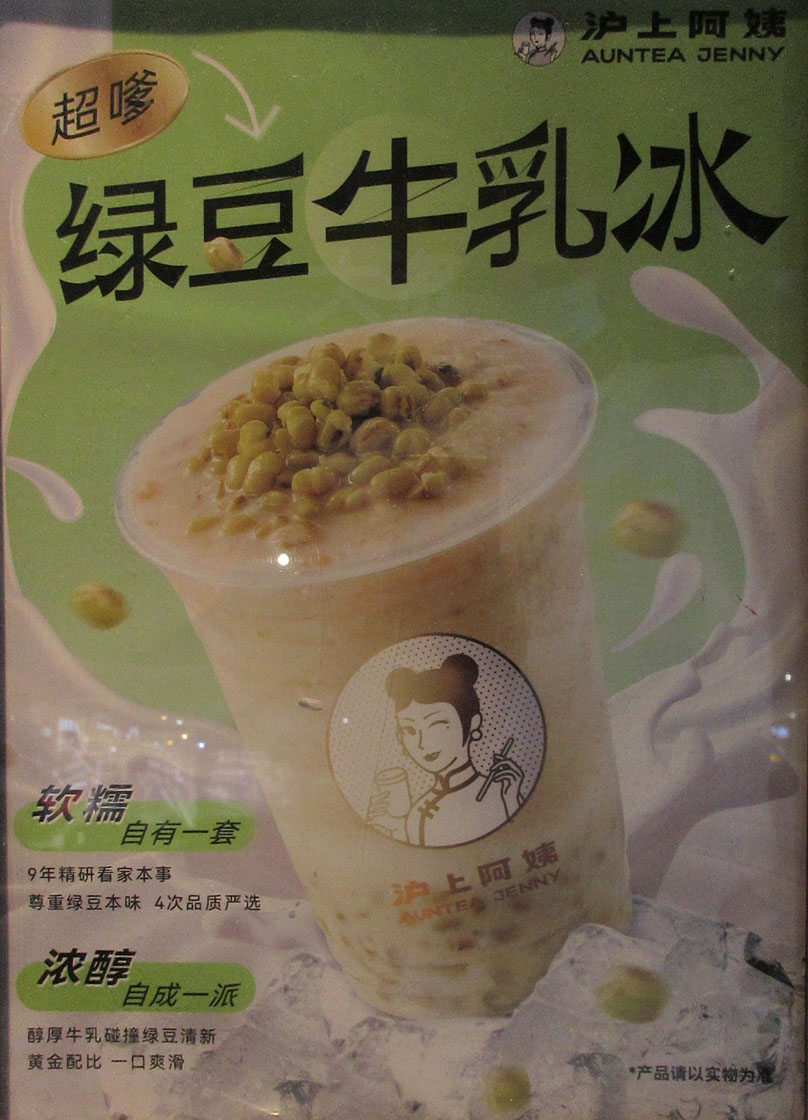 沪上阿姨
AUNTEA JENNY
超嗲
绿豆牛乳冰
沪上阿姨
AUNTEA JENNY
软糯
自有一套
9年精研看家本事
尊重绿豆本味 4次品质严选
浓醇
自成一派
醇厚牛乳碰撞绿豆清新
黄金配比 一口爽滑
*产品请以实物为准